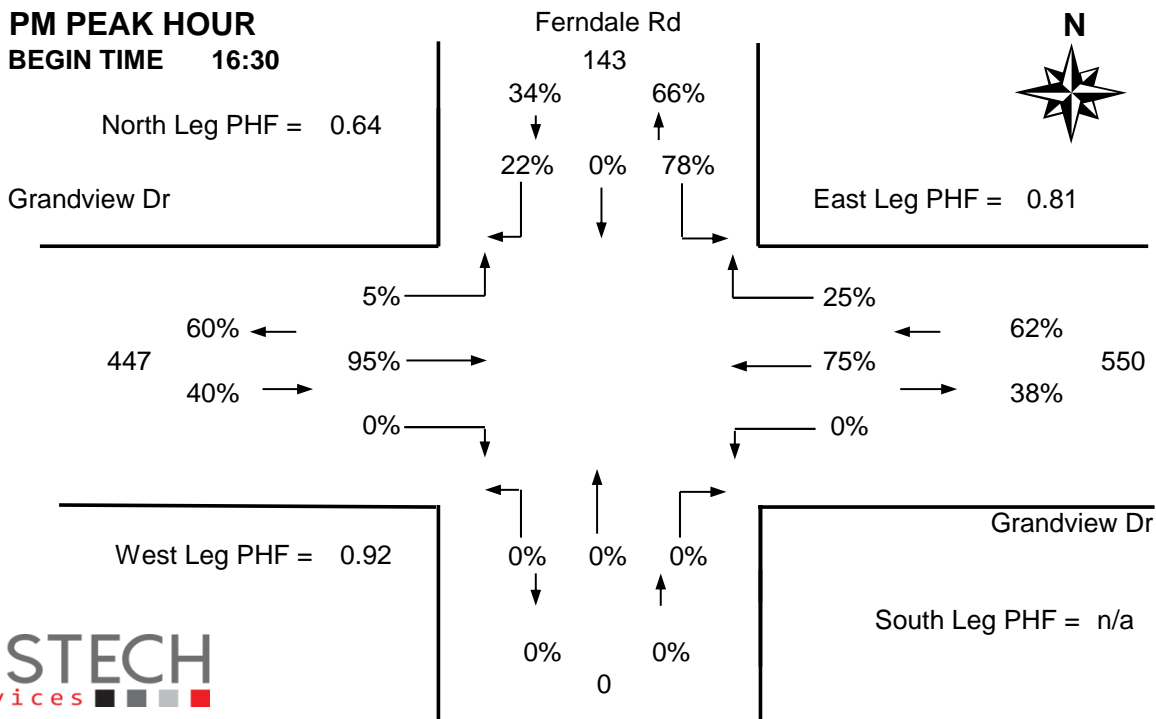 PM PEAK HOUR
Ferndale Rd
N
BEGIN TIME 16:30
143
34% 66%
North Leg PHF = 0.64
22% 0% 78%
Grandview Dr
East Leg PHF = 0.81
5% 25%
60% 62%
447 95% 75% 550
40% 38%
0% 0%
Grandview Dr
West Leg PHF = 0.92
0% 0% 0%
South Leg PHF = n/a
0% 0%
0
STECH
vices